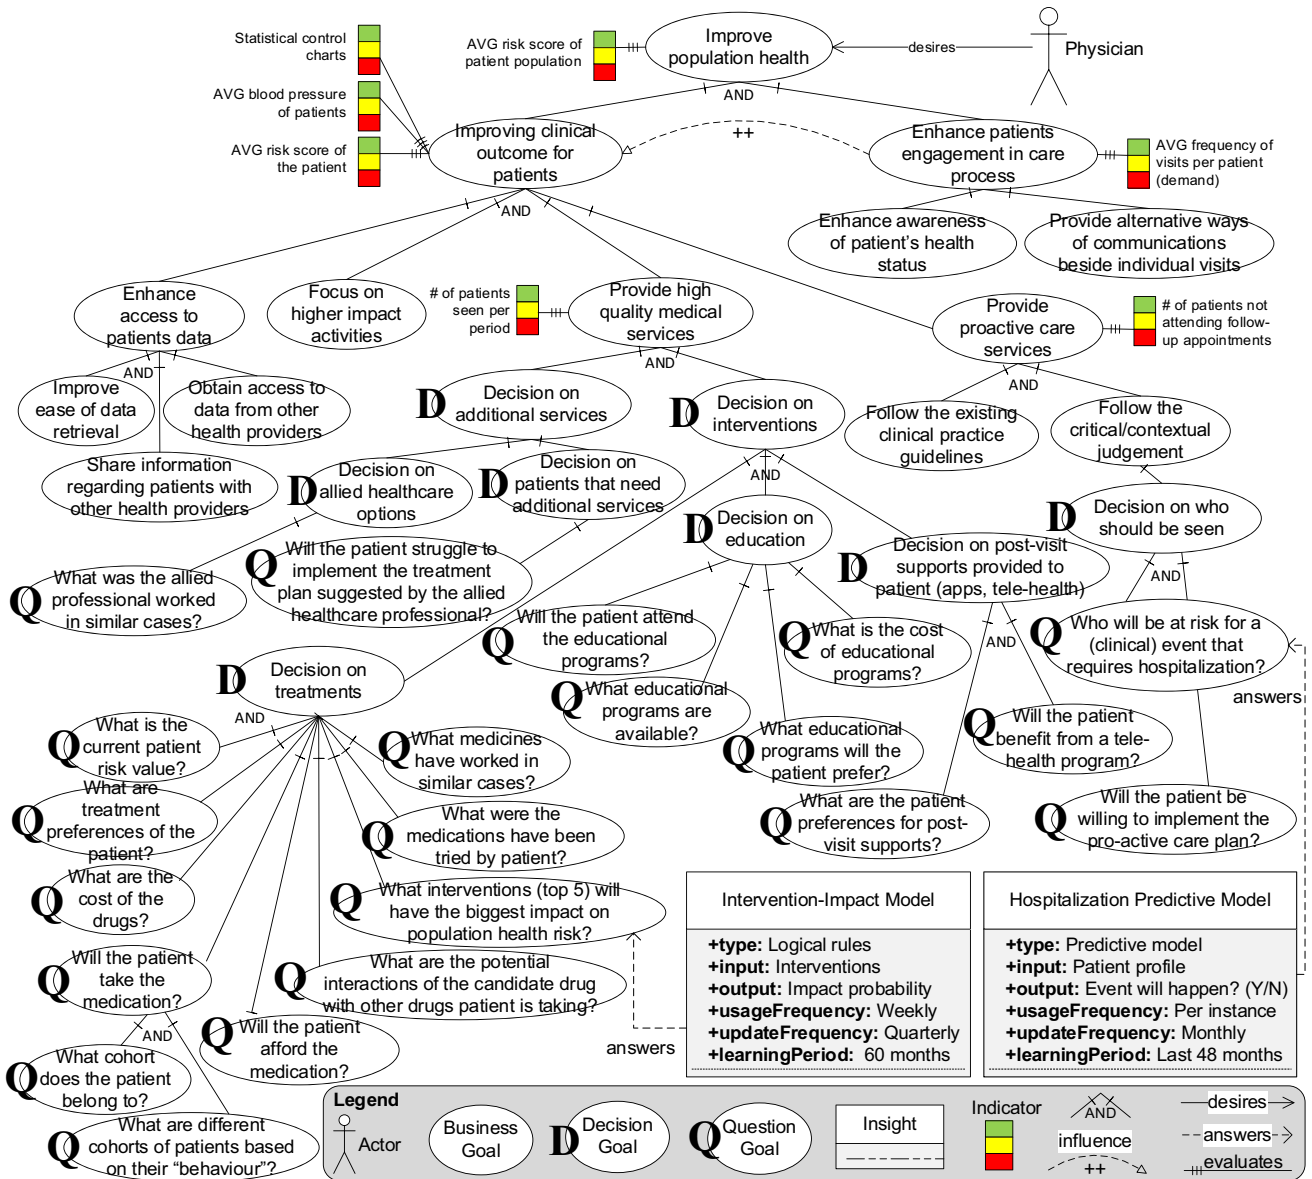 Statistical control
charts
AVG blood pressure
of patients
AVG risk score of
the patient
AVG risk score of
patient population
Improve
population health
desires
Physician
AND
Improving clinical
outcome for
patients
++
Enhance patients
engagement in care
process
AVG frequency of
visits per patient
(demand)
AND
Enhance awareness
of patient's health
status
Provide alternative ways
of communications
beside individual visits
Enhance
access to
patients data
Focus on
higher impact
activities
# of patients
seen per
period
Provide high
quality medical
services
Provide
proactive care
services
# of patients not
attending follow-
up appointments
AND
AND
AND
Improve
ease of data
retrieval
Obtain access to
data from other
health providers
Share information
regarding patients with
other health providers
D
Decision on
additional services
D
Decision on
interventions
Follow the existing
clinical practice
guidelines
Follow the
critical/contextual
judgement
D
Decision on
allied healthcare
options
D
Decision on
patients that need
additional services
AND
D
Decision on
education
D
Decision on who
should be seen
AND
Q
What was the allied
professional worked
in similar cases?
Q
Will the patient struggle to
implement the treatment
plan suggested by the allied
healthcare professional?
D
Decision on post-visit
supports provided to
patient (apps, tele-health)
Q
Will the patient attend
the educational
programs?
Q
What is the cost
of educational
programs?
AND
Q
Who will be at risk for a
(clinical) event that
requires hospitalization?
answers
D
Decision on
treatments
AND
Q
What educational
programs are
available?
Q
What educational
programs will the
patient prefer?
Q
Will the patient
benefit from a tele-
health program?
Q
What is the
current patient
risk value?
Q
What medicines
have worked in
similar cases?
Q
What are
treatment
preferences of the
patient?
Q
What were the
medications have been
tried by patient?
Q
What are the patient
preferences for post-
visit supports?
Q
Will the patient be
willing to implement the
pro-active care plan?
Q
What are the
cost of the
drugs?
Q
What interventions (top 5) will
have the biggest impact on
population health risk?
Q
Will the patient
take the
medication?
Q
What are the potential
interactions of the candidate drug
with other drugs patient is taking?
AND
Q
Will the patient
afford the
medication?
answers
Q
What cohort
does the patient
belong to?
Q
What are different
cohorts of patients based
on their "behaviour"?
Intervention-Impact Model
+type: Logical rules
+input: Interventions
+output: Impact probability
+usageFrequency: Weekly
+updateFrequency: Quarterly
+learningPeriod: 60 months
Hospitalization Predictive Model
+type: Predictive model
+input: Patient profile
+output: Event will happen? (Y/N)
+usageFrequency: Per instance
+updateFrequency: Monthly
+learningPeriod: Last 48 months
Legend
Actor
Business
Goal
D
Decision
Goal
Q
Question
Goal
Insight
Indicator
AND
influence
++
desires
answers
evaluates